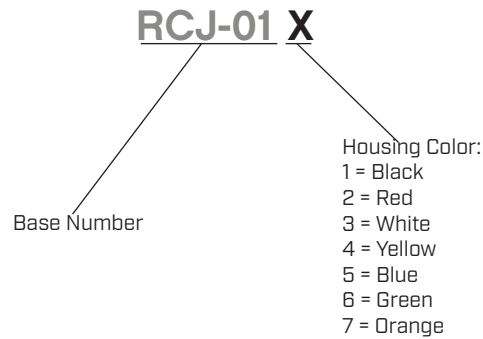 RCJ-01 X
Housing Color:
1 = Black
2 = Red
Base Number
3 = White
4 = Yellow
5 = Blue
6 = Green
7 = Orange